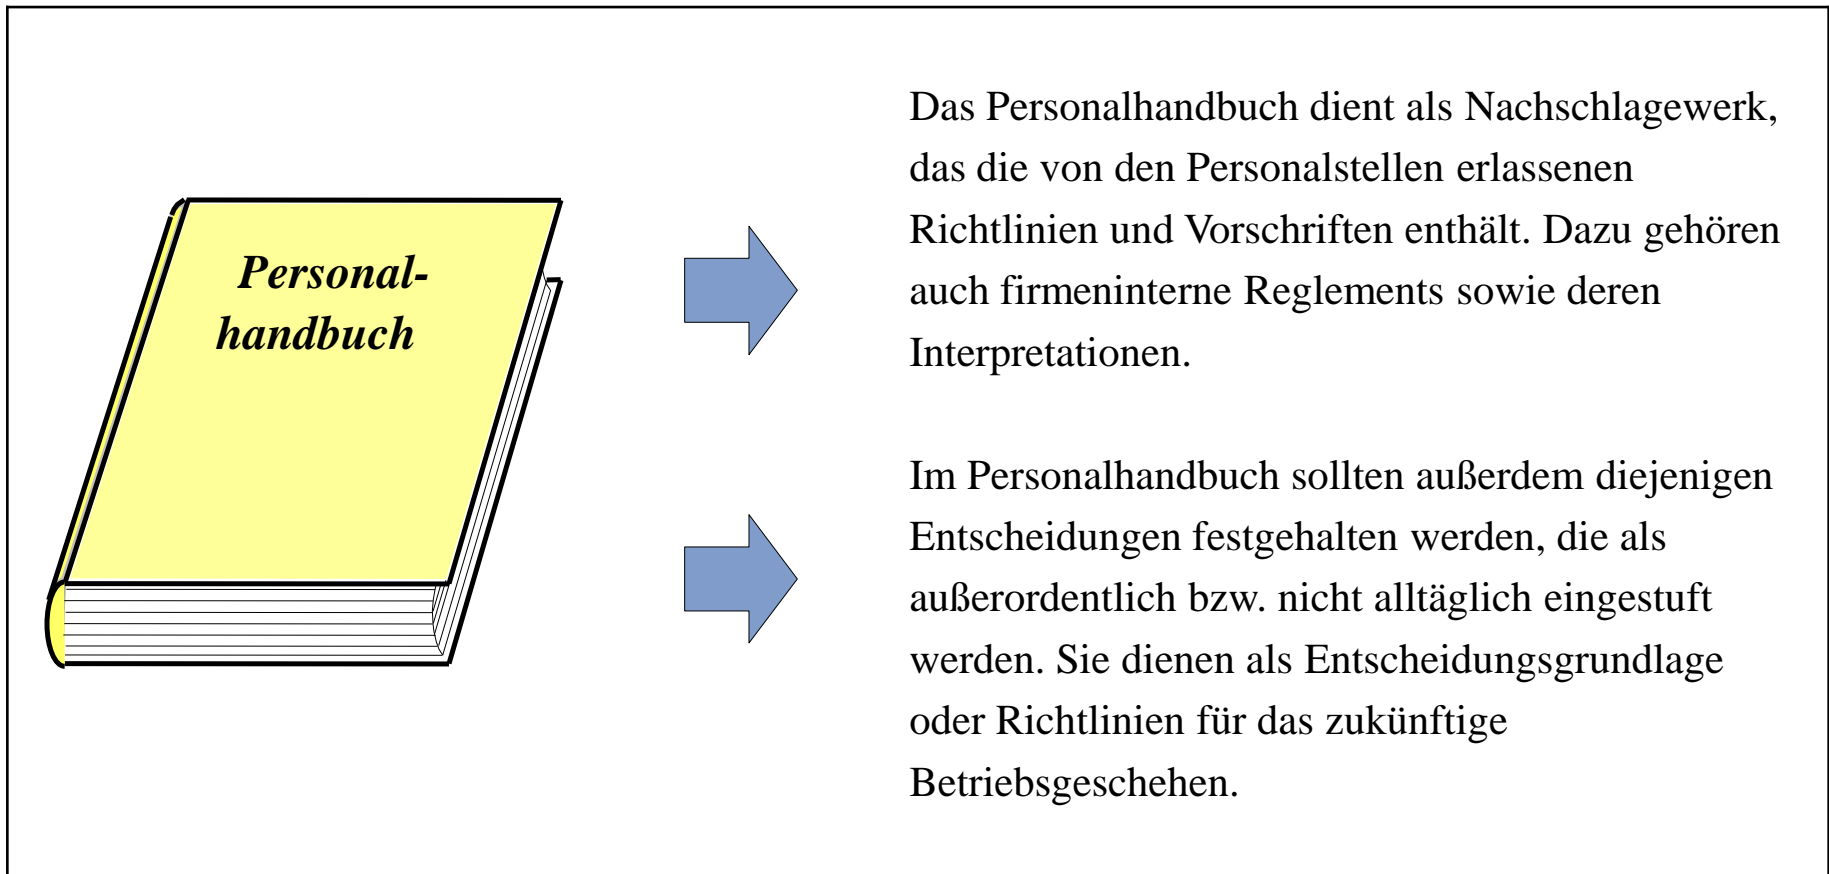 Personal-
handbuch
Das Personalhandbuch dient als Nachschlagewerk,
das die von den Personalstellen erlassenen
Richtlinien und Vorschriften enthält. Dazu gehören
auch firmeninterne Reglements sowie deren
Interpretationen.
Im Personalhandbuch sollten außerdem diejenigen
Entscheidungen festgehalten werden, die als
außerordentlich bzw. nicht alltäglich eingestuft
werden. Sie dienen als Entscheidungsgrundlage
oder Richtlinien für das zukünftige
Betriebsgeschehen.